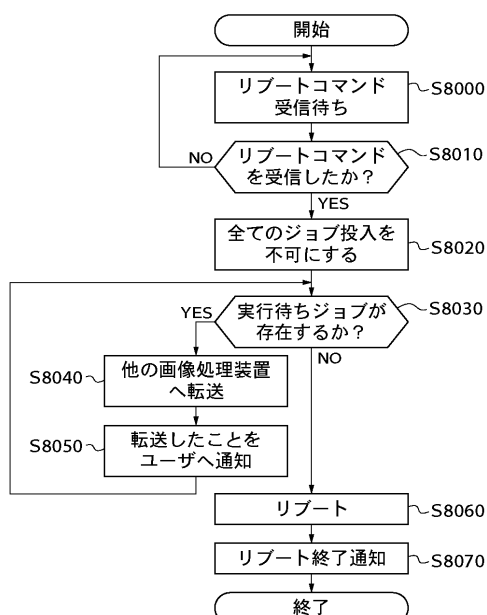 開始
リブートコマンド
受信待ち
S8000
リブートコマンド
を受信したか？
S8010
NO
YES
全てのジョブ投入を
不可にする
S8020
実行待ちジョブが
存在するか？
S8030
YES
NO
他の画像処理装置
へ転送
S8040
転送したことを
ユーザへ通知
S8050
リブート
S8060
リブート終了通知
S8070
終了